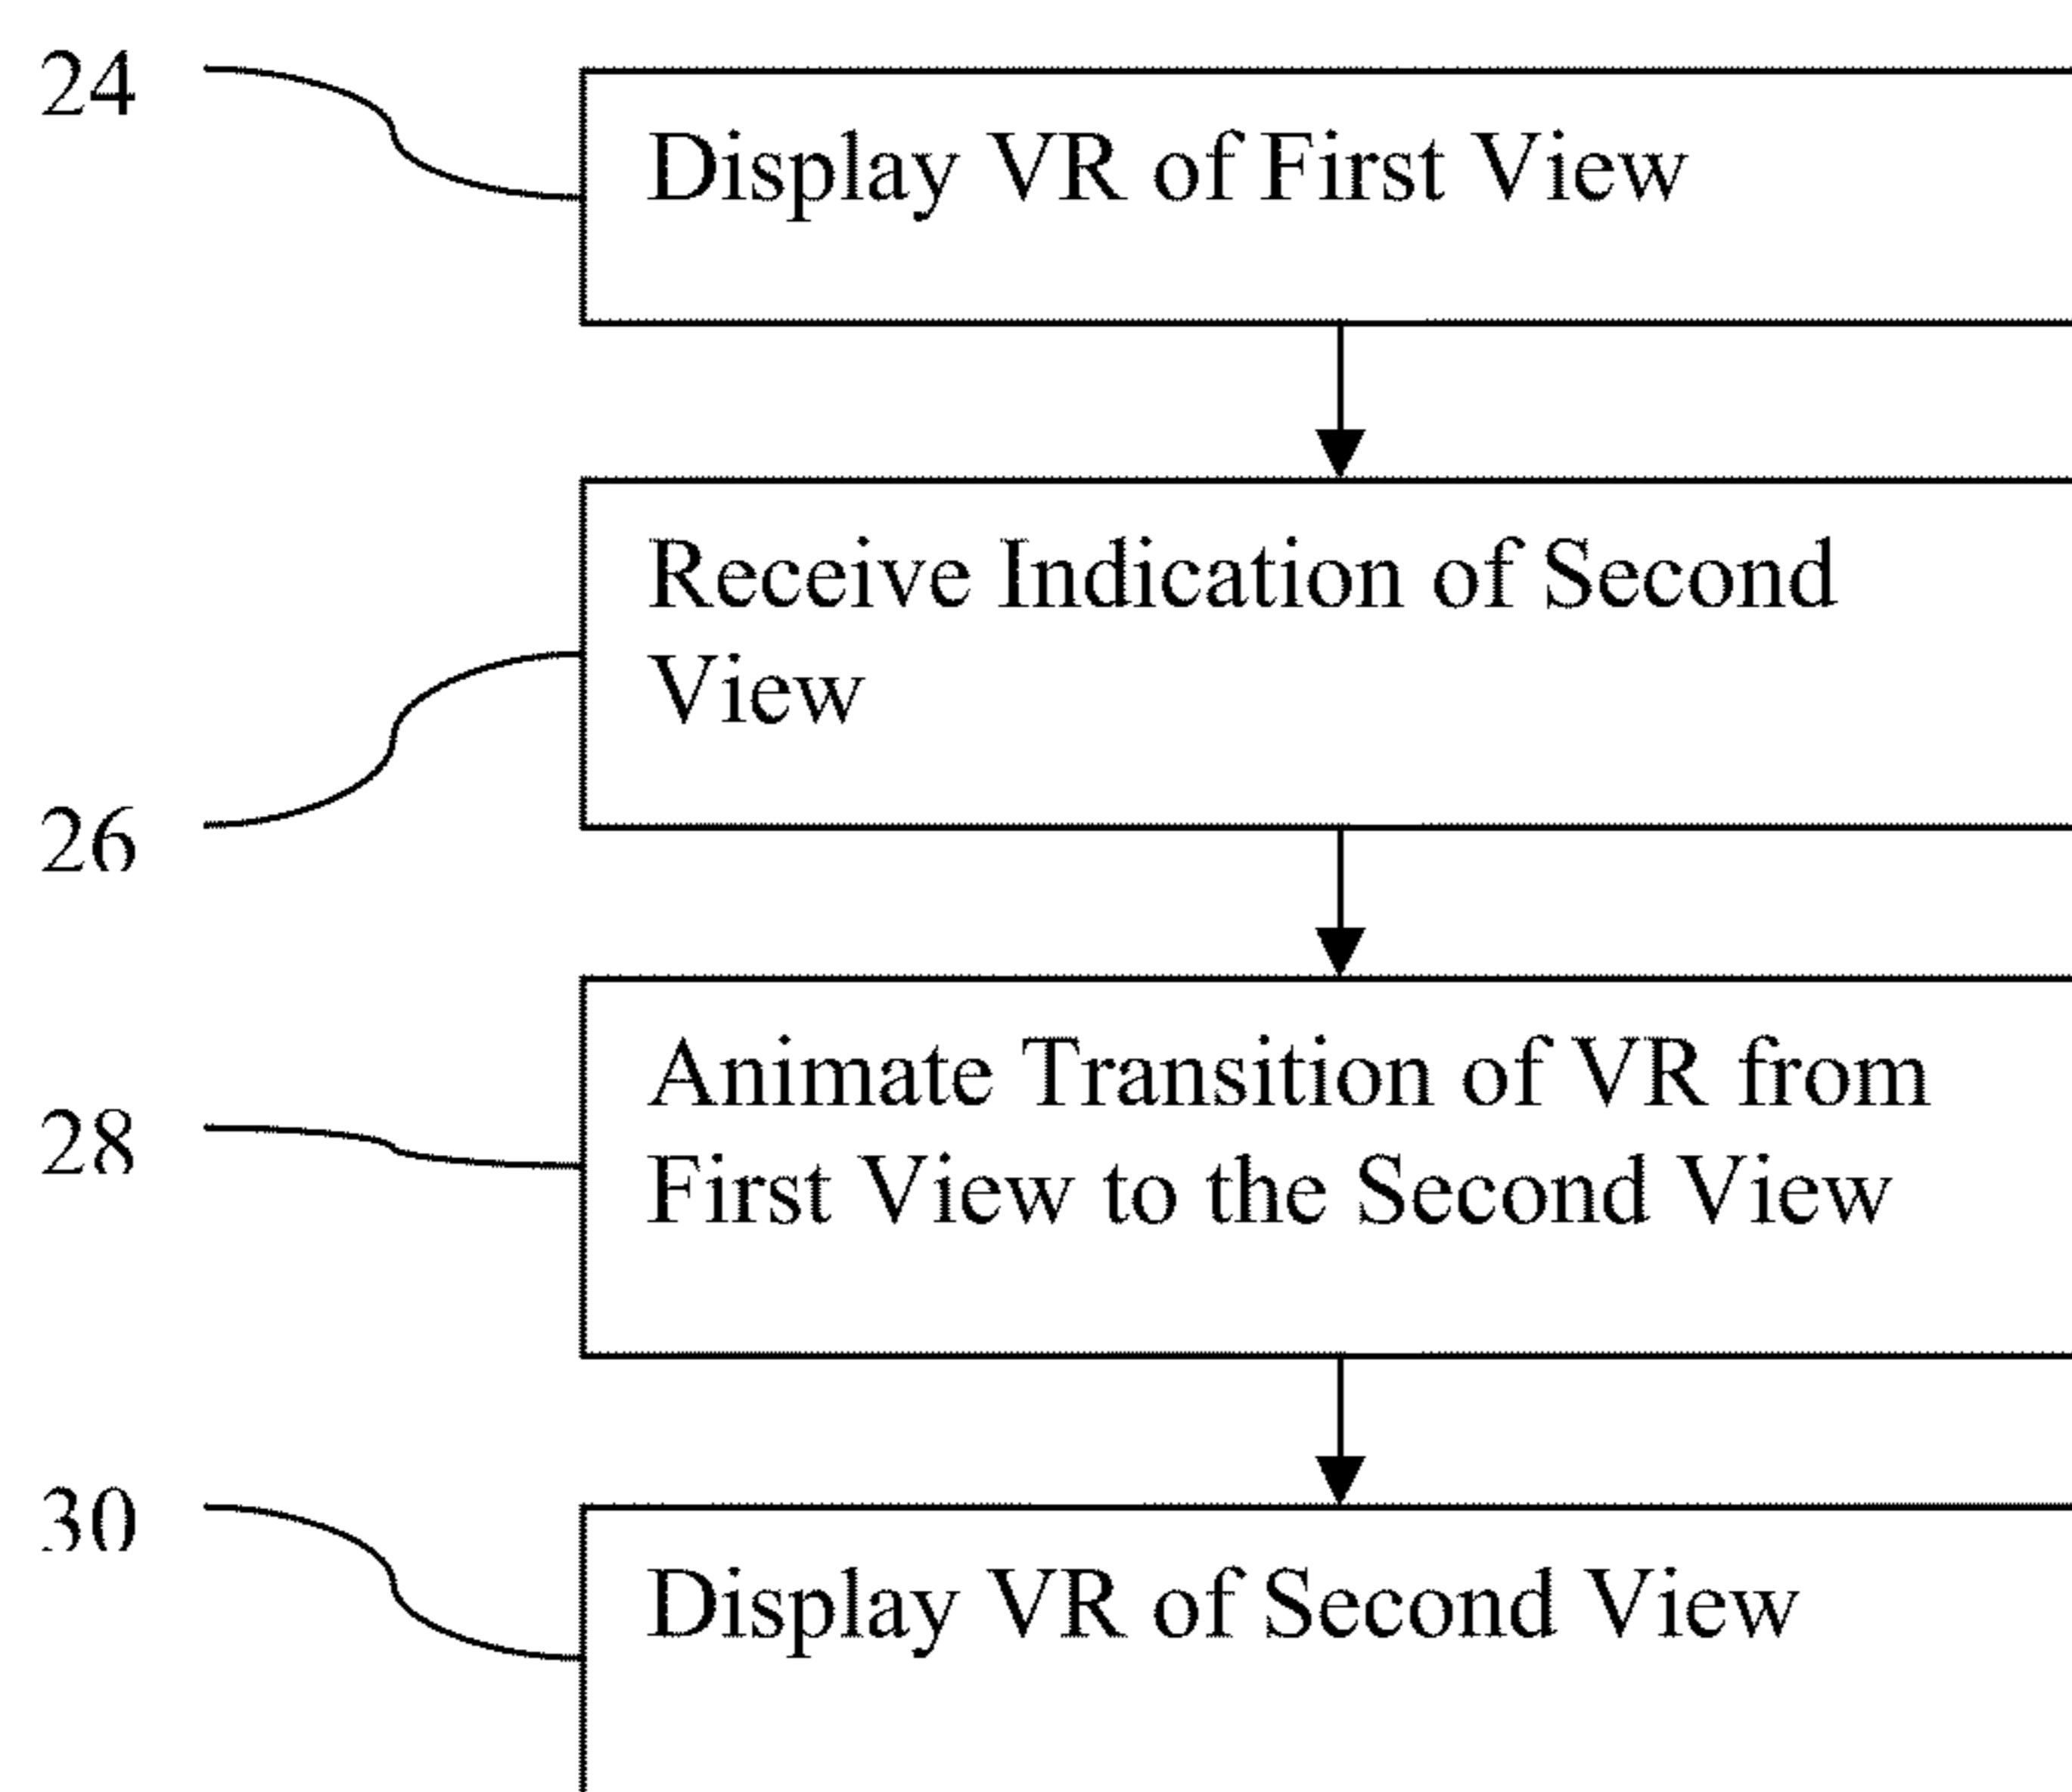 24
Display VR of First View
Receive Indication of Second
View
26
Animate Transition of VR from
28
First View to the Second View
30
Display VR of Second View